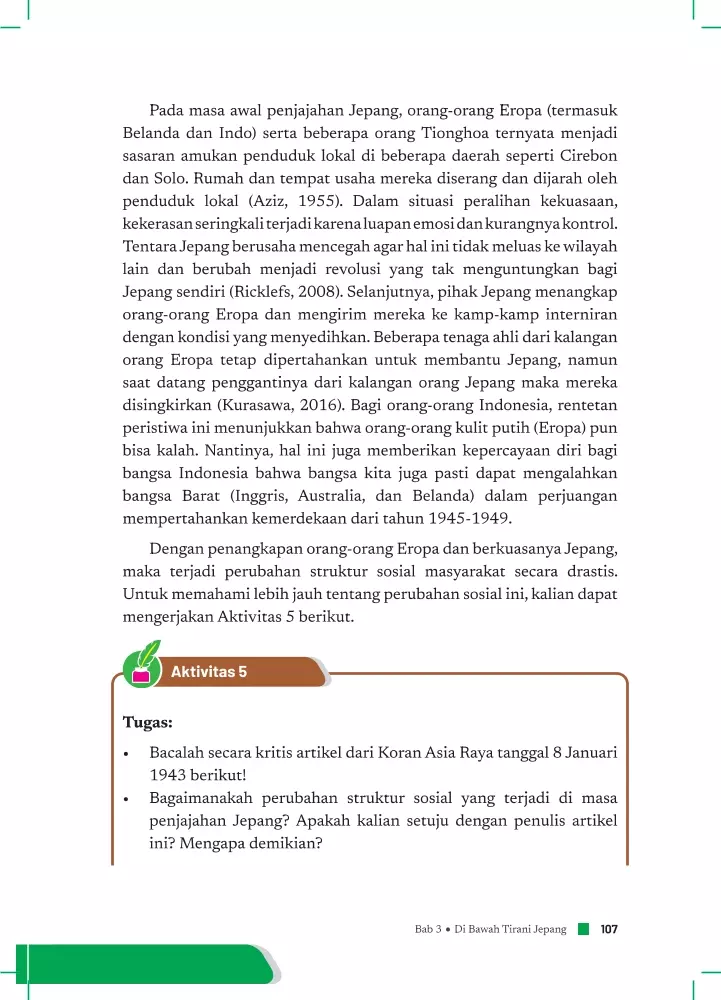 Pada masa awal penjajahan Jepang, orang-orang Eropa (termasuk
Belanda dan Indo) serta beberapa orang Tionghoa ternyata menjadi
sasaran amukan penduduk lokal di beberapa daerah seperti Cirebon
dan Solo. Rumah dan tempat usaha mereka diserang dan dijarah oleh
penduduk lokal (Aziz, 1955). Dalam situasi peralihan kekuasaan,
kekerasan seringkali terjadi karena luapan emosi dan kurangnya kontrol.
Tentara Jepang berusaha mencegah agar hal ini tidak meluas ke wilayah
lain dan berubah menjadi revolusi yang tak menguntungkan bagi
Jepang sendiri (Ricklefs, 2008). Selanjutnya, pihak Jepang menangkap
orang-orang Eropa dan mengirim mereka ke kamp-kamp interniran
dengan kondisi yang menyedihkan. Beberapa tenaga ahli dari kalangan
orang Eropa tetap dipertahankan untuk membantu Jepang, namun
saat datang penggantinya dari kalangan orang Jepang maka mereka
disingkirkan (Kurasawa, 2016). Bagi orang-orang Indonesia, rentetan
peristiwa ini menunjukkan bahwa orang-orang kulit putih (Eropa) pun
bisa kalah. Nantinya, hal ini juga memberikan kepercayaan diri bagi
bangsa Indonesia bahwa bangsa kita juga pasti dapat mengalahkan
bangsa Barat (Inggris, Australia, dan Belanda) dalam perjuangan
mempertahankan kemerdekaan dari tahun 1945-1949.
Dengan penangkapan orang-orang Eropa dan berkuasanya Jepang,
maka terjadi perubahan struktur sosial masyarakat secara drastis.
Untuk memahami lebih jauh tentang perubahan sosial ini, kalian dapat
mengerjakan Aktivitas 5 berikut.
Aktivitas 5
Tugas:
• Bacalah secara kritis artikel dari Koran Asia Raya tanggal 8 Januari
1943 berikut!
• Bagaimanakah perubahan struktur sosial yang terjadi di masa
penjajahan Jepang? Apakah kalian setuju dengan penulis artikel
ini? Mengapa demikian?
Bab 3 • Di Bawah Tirani Jepang 107